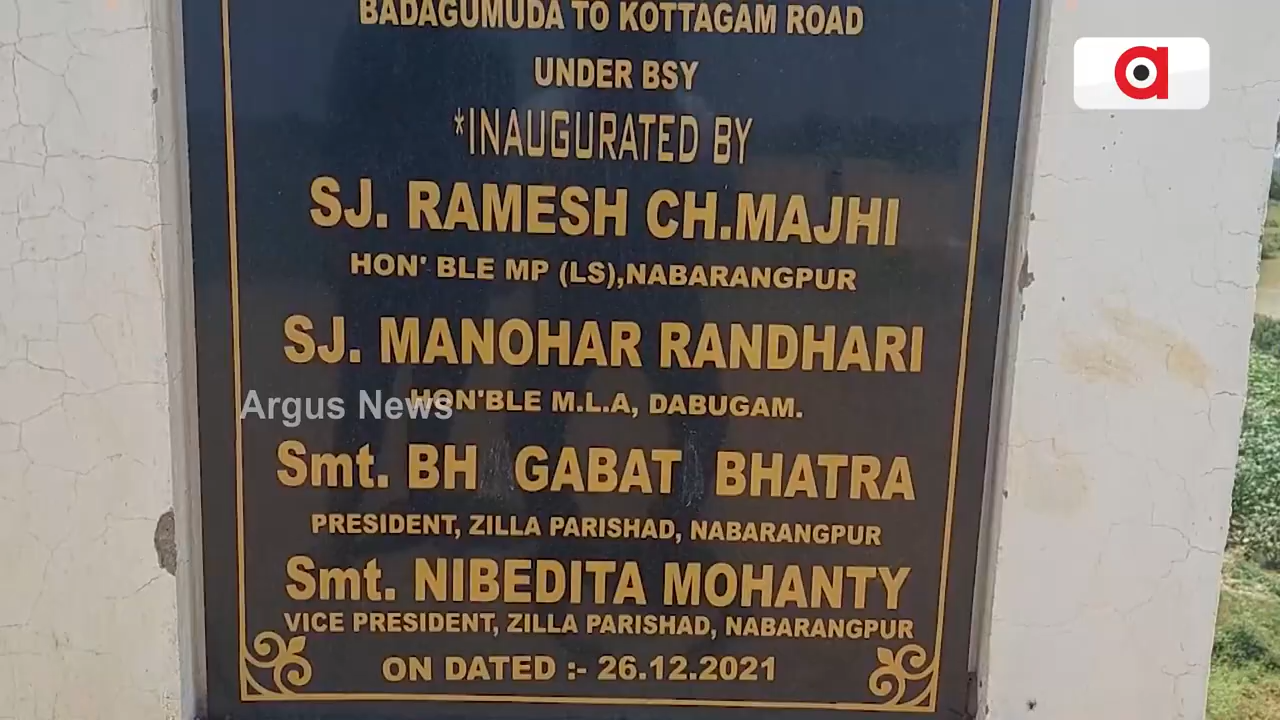 BADAGUMUDA TO KOTTAGAM ROAD
UNDER BSY
*INAUGURATED BY
SJ. RAMESH CH.MAJHI
HON' BLE MP (LS),NABARANGPUR
SJ. MANOHAR RANDHARI
HON'BLE M.L.A, DABUGAM.
Argus News
Smt. BH GABAT BHATRA
PRESIDENT, ZILLA PARISHAD, NABARANGPUR
Smt. NIBEDITA MOHANTY
VICE PRESIDENT, ZILLA PARISHAD, NABARANGPUR
ON DATED :- 26.12.2021
a